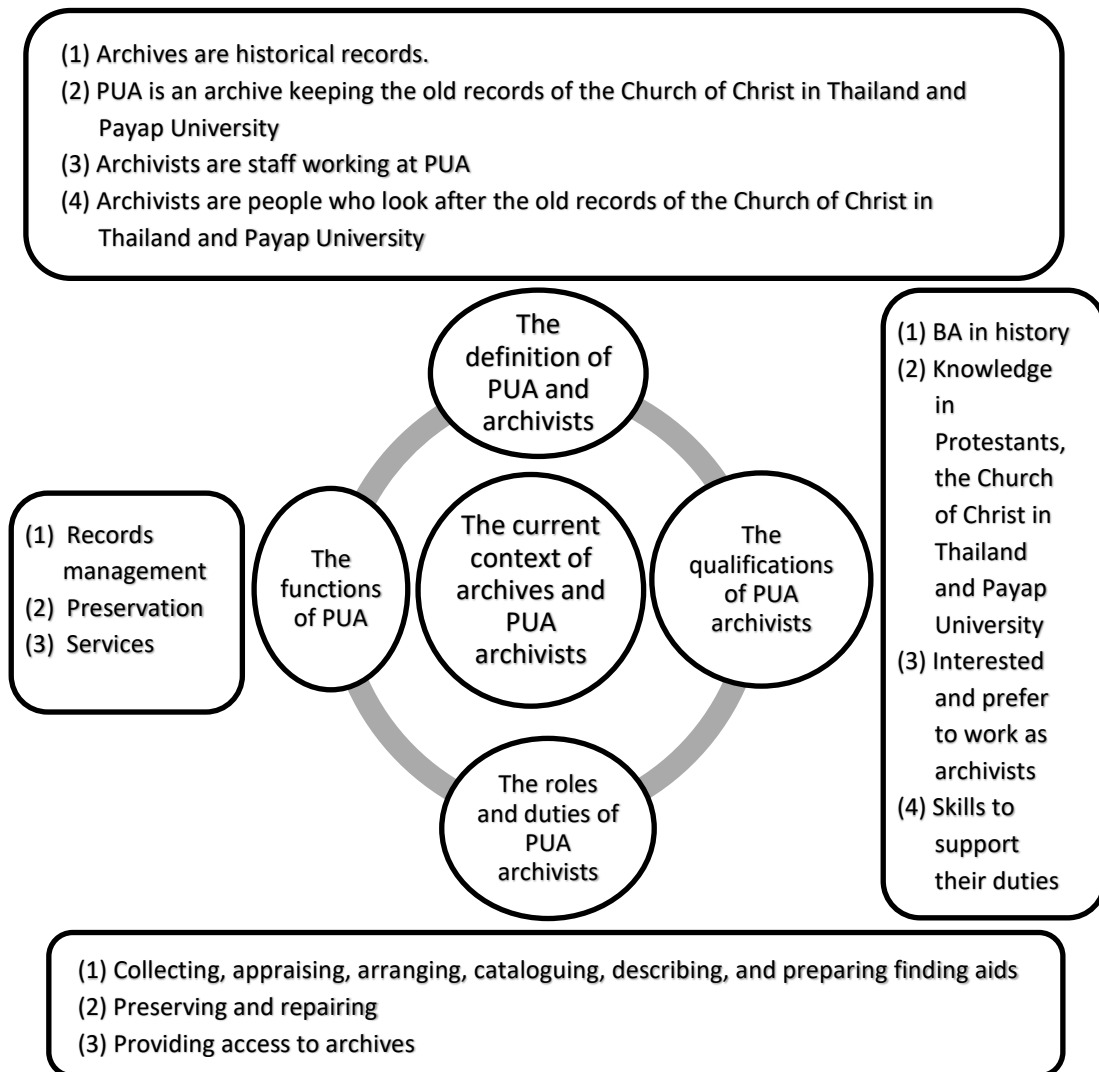 (1) Archives are historical records.
(2) PUA is an archive keeping the old records of the Church of Christ in Thailand and
Payap University
(3) Archivists are staff working at PUA
(4) Archivists are people who look after the old records of the Church of Christ in
Thailand and Payap University
The
definition of
PUA and
archivists
(1) BA in history
(2) Knowledge
in
Protestants,
the Church
of Christ in
Thailand
and Payap
University
(3) Interested
and prefer
to work as
archivists
(4) Skills to
support
their duties
(1) Records
management
(2) Preservation
(3) Services
The
functions
of PUA
The current
context of
archives and
PUA
archivists
The
qualifications
of PUA
archivists
The roles
and duties of
PUA
archivists
(1) Collecting, appraising, arranging, cataloguing, describing, and preparing finding aids
(2) Preserving and repairing
(3) Providing access to archives